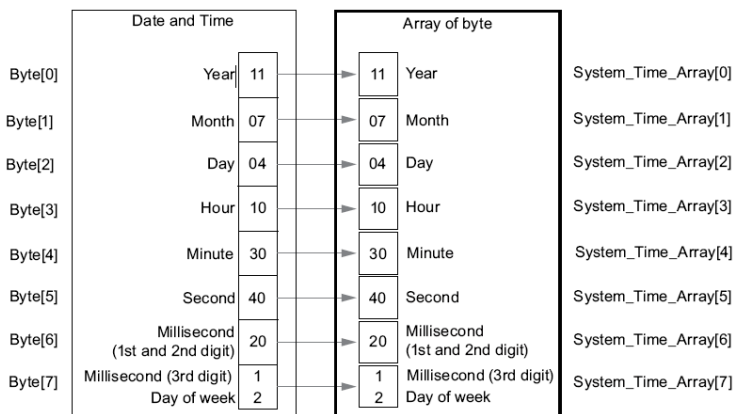 Date and Time Array of byte
Byte[0] Year 11 11 Year System_Time_Array[0]
Byte[1] Month 07 07 Month System_Time_Array[1]
Byte[2] Day 04 04 Day System_Time_Array[2]
Byte[3] Hour 10 10 Hour System_Time_Array[3]
Byte[4] Minute 30 30 Minute System_Time_Array[4]
Byte[5] Second 40 40 Second System_Time_Array[5]
Byte[6] Millisecond (1st and 2nd digit) 20 20 Millisecond (1st and 2nd digit) System_Time_Array[6]
Byte[7] Millisecond (3rd digit) 1 1 Millisecond (3rd digit) System_Time_Array[7]
Day of week 2 2 Day of week